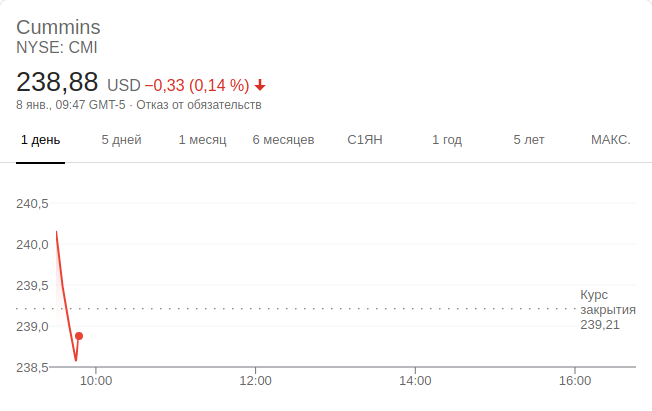 Cummins
NYSE: CMI
238,88 USD −0,33 (0,14 %)
8 янв., 09:47 GMT-5 · Отказ от обязательств
1 день 5 дней 1 месяц 6 месяцев С1ЯН 1 год 5 лет МАКС.
240,5
240,0
239,5
Курс
закрытия
239,21
239,0
238,5
10:00 12:00 14:00 16:00